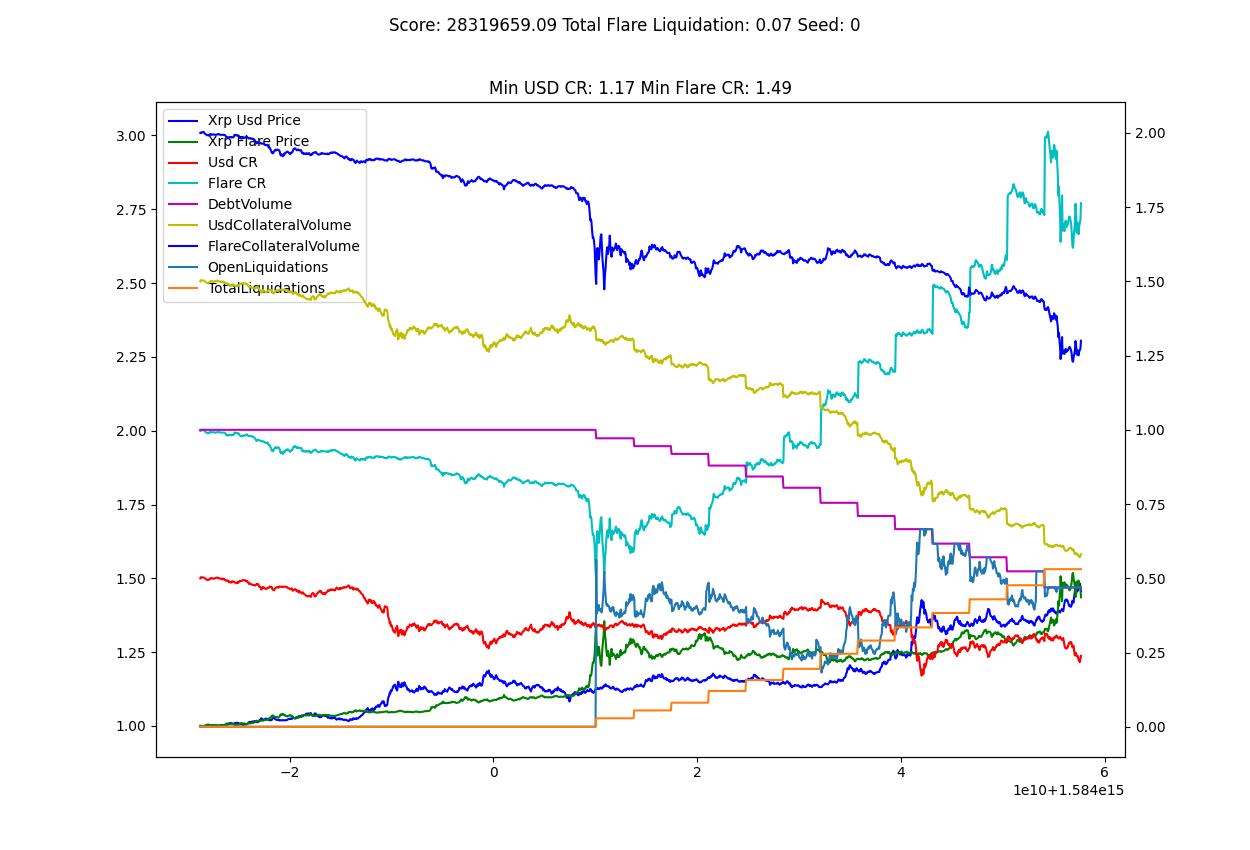 Score: 28319659.09 Total Flare Liquidation: 0.07 Seed: 0
Min USD CR: 1.17 Min Flare CR: 1.49
Xrp Usd Price
Xrp Flare Price
Usd CR
Flare CR
DebtVolume
UsdCollateralVolume
FlareCollateralVolume
OpenLiquidations
TotalLiquidations
3.00
2.75
2.50
2.25
2.00
1.75
1.50
1.25
1.00
2.00
1.75
1.50
1.25
1.00
0.75
0.50
0.25
0.00
−2
0
2
4
6
1e10+1.584e15